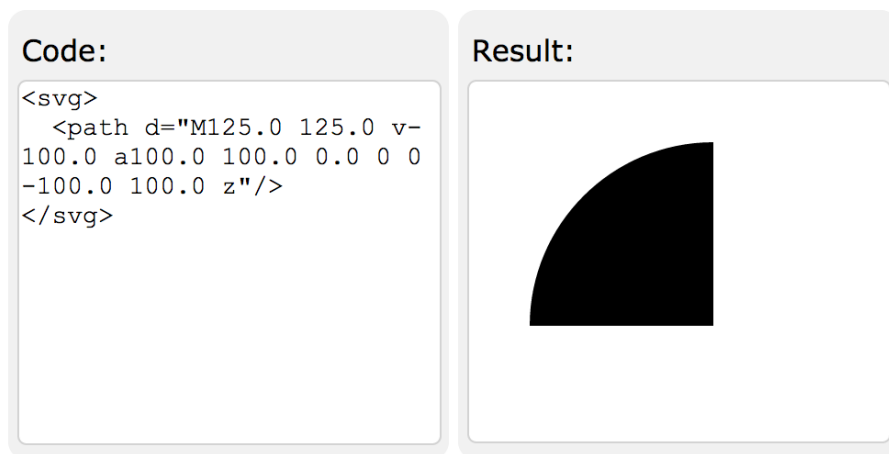 Code:
<svg>
  <path d="M125.0 125.0 v-
100.0 a100.0 100.0 0.0 0 0
-100.0 100.0 z"/>
</svg>
Result: